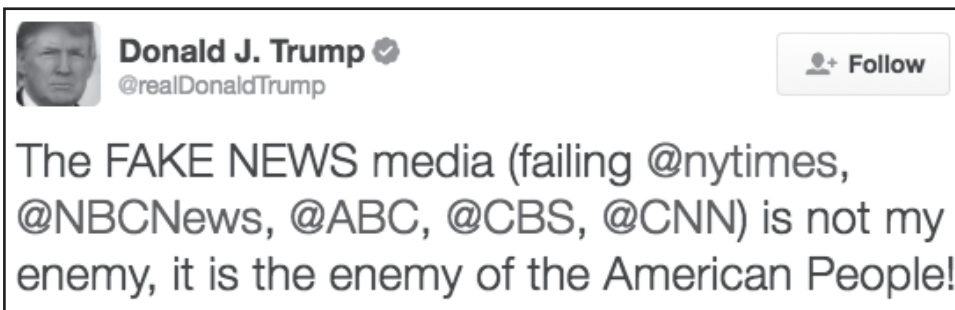 Donald J. Trump
@realDonaldTrump
Follow
The FAKE NEWS media (failing @nytimes,
@NBCNews, @ABC, @CBS, @CNN) is not my
enemy, it is the enemy of the American People!